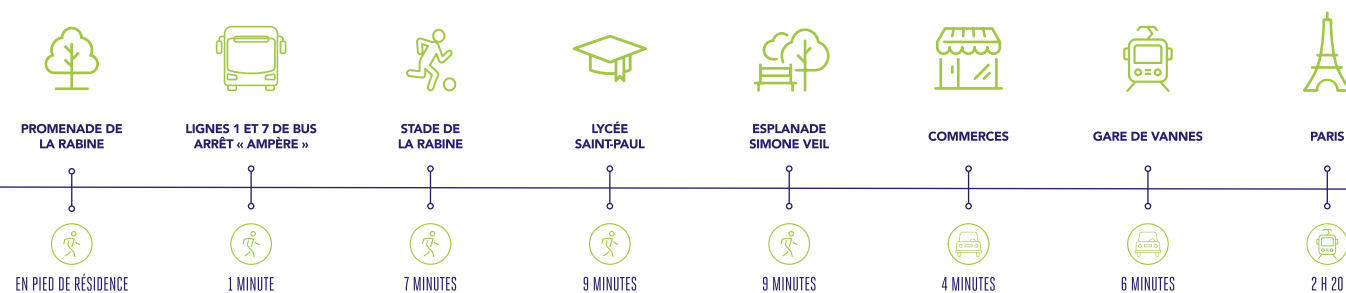 PROMENADE DE
LA RABINE
LIGNES 1 ET 7 DE BUS
ARRÊT « AMPÈRE »
STADE DE
LA RABINE
LYCÉE
SAINT-PAUL
ESPLANADE
SIMONE VEIL
COMMERCES
GARE DE VANNES
PARIS
EN PIED DE RÉSIDENCE
1 MINUTE
7 MINUTES
9 MINUTES
9 MINUTES
4 MINUTES
6 MINUTES
2 H 20